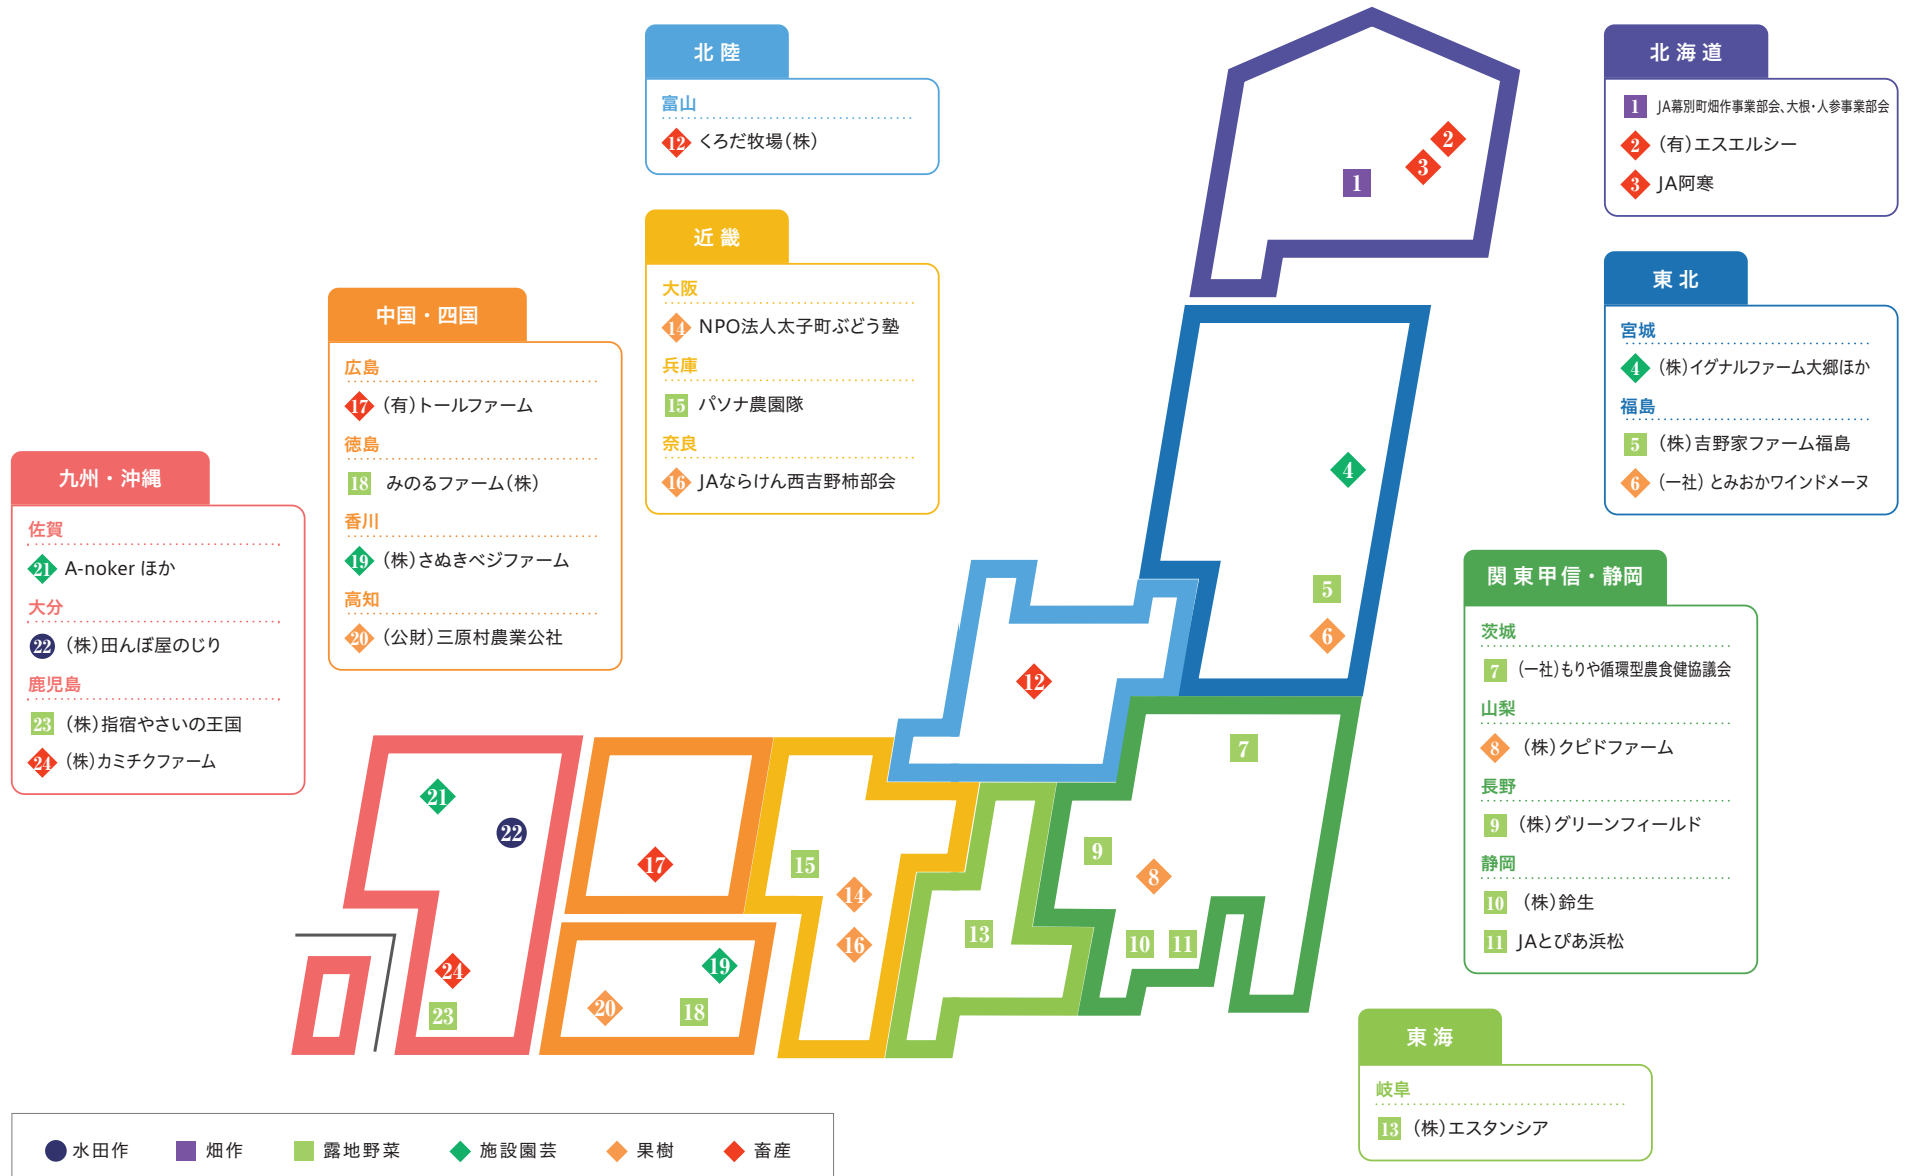 北海道
1 JA幕別町畑作事業部会、大根・人参事業部会
2 (有)エスエルシー
3 JA阿寒
東北
宮城
4 (株)イグナルファーム大郷ほか
福島
5 (株)吉野家ファーム福島
6 (一社) とみおかワインドメーヌ
関東甲信・静岡
茨城
7 (一社)もりや循環型農食健協議会
山梨
8 (株)クピドファーム
長野
9 (株)グリーンフィールド
静岡
10 (株)鈴生
11 JAとぴあ浜松
東海
岐阜
13 (株)エスタンシア
北陸
富山
12 くろだ牧場(株)
近畿
大阪
14 NPO法人太子町ぶどう塾
兵庫
15 パソナ農園隊
奈良
16 JAならけん西吉野柿部会
中国・四国
広島
17 (有)トールファーム
徳島
18 みのるファーム(株)
香川
19 (株)さぬきベジファーム
高知
20 (公財)三原村農業公社
九州・沖縄
佐賀
21 A-noker ほか
大分
22 (株)田んぼ屋のじり
鹿児島
23 (株)指宿やさいの王国
24 (株)カミチクファーム
2
3
1
4
5
6
12
7
21
22
17
15
9
8
14
13
10
11
16
24
19
20
18
23
水田作 畑作 露地野菜 施設園芸 果樹 畜産